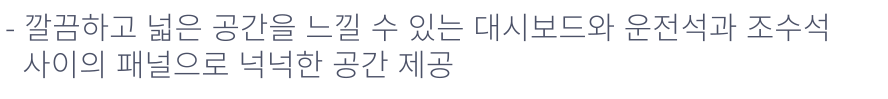 - 깔끔하고 넓은 공간을 느낄 수 있는 대시보드와 운전석과 조수석
사이의 패널으로 넉넉한 공간 제공